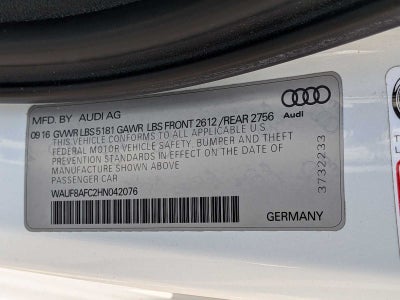 MFD. BY AUDI AG
09 16 GVWR LBS 5181 GAWR LBS FRONT 2612 / REAR 2756
THIS VEHICLE CONFORMS TO ALL APPLICABLE U.S.
FEDERAL MOTOR VEHICLE SAFETY, BUMPER AND THEFT
PREVENTION STANDARDS IN EFFECT ON THE DATE OF
MANUFACTURE SHOWN ABOVE
PASSENGER CAR
WAUF8AFC2HN042076
GERMANY
Audi
3732233